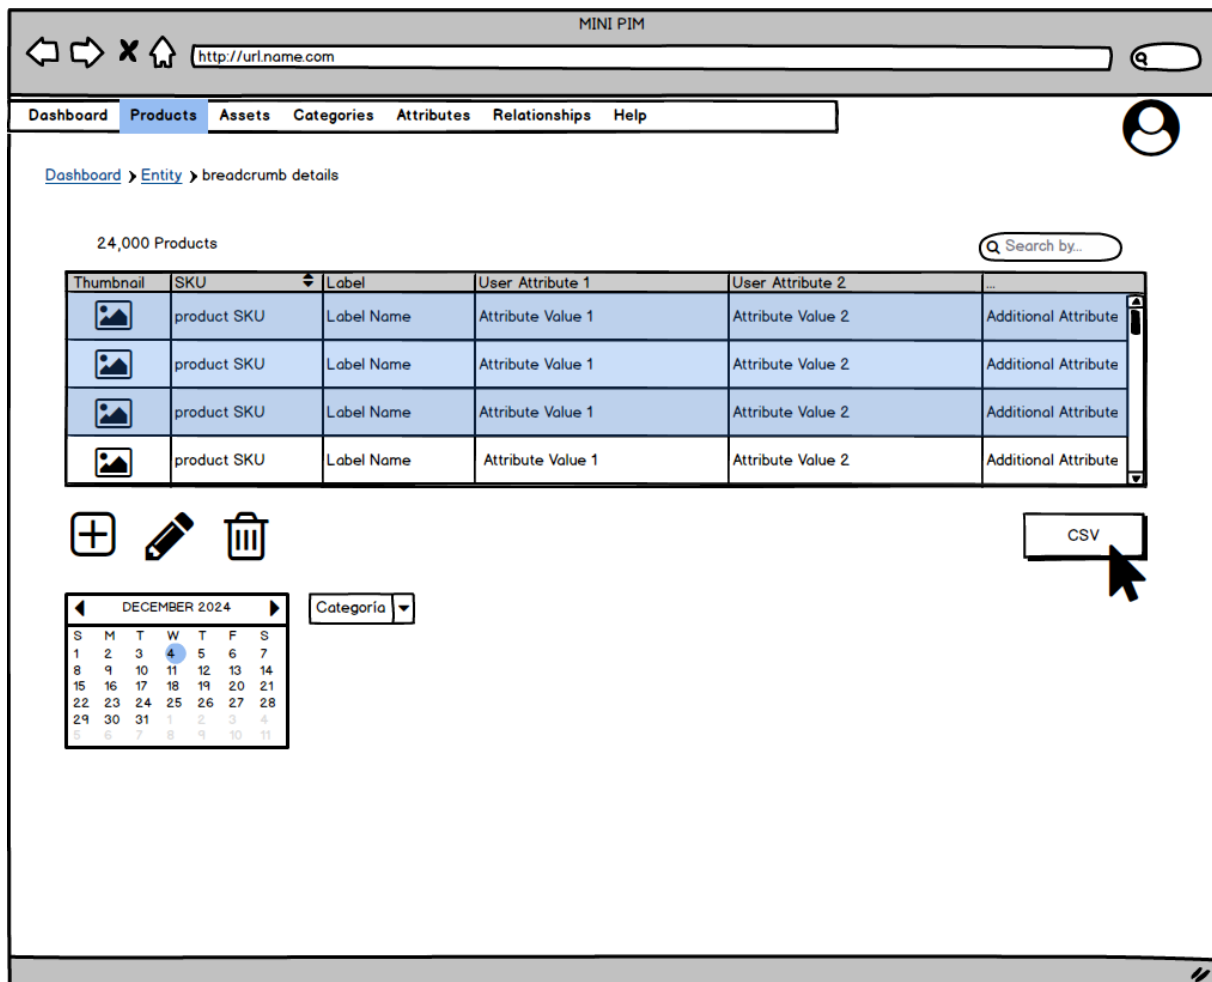 MINI PIM
http://url.name.com
Dashboard Products Assets Categories Attributes Relationships Help
Dashboard Entity breadcrumb details
24,000 Products
Search by...
Thumbnail SKU Label User Attribute 1 User Attribute 2 ...
product SKU Label Name Attribute Value 1 Attribute Value 2 Additional Attribute
product SKU Label Name Attribute Value 1 Attribute Value 2 Additional Attribute
product SKU Label Name Attribute Value 1 Attribute Value 2 Additional Attribute
product SKU Label Name Attribute Value 1 Attribute Value 2 Additional Attribute
CSV
DECEMBER 2024
S M T W T F S
1 2 3 4 5 6 7
8 9 10 11 12 13 14
15 16 17 18 19 20 21
22 23 24 25 26 27 28
29 30 31 1 2 3 4
5 6 7 8 9 10 11
Categoría